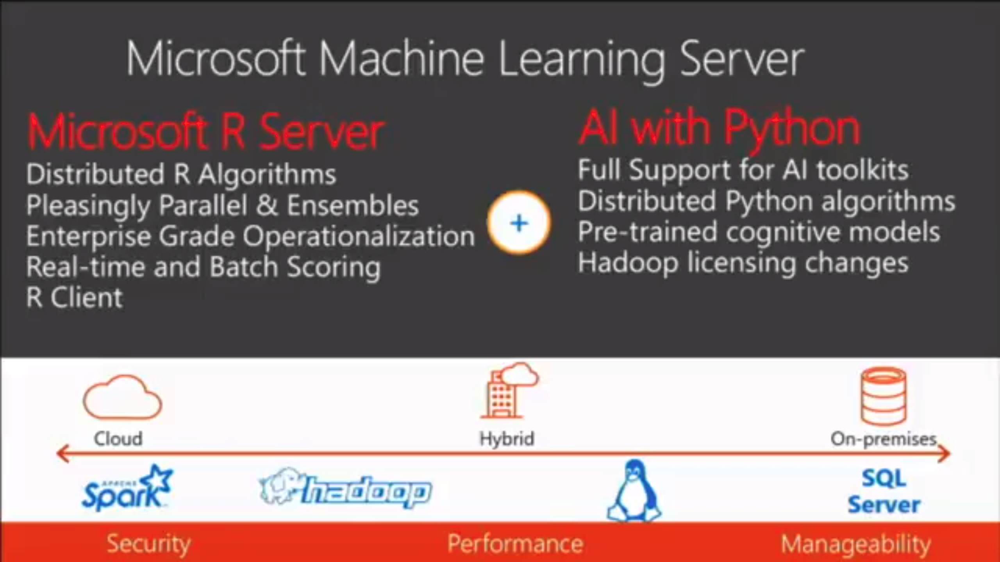 Microsoft Machine Learning Server
Microsoft R Server
Distributed R Algorithms
Pleasingly Parallel & Ensembles
Enterprise Grade Operationalization
Real-time and Batch Scoring
R Client
+
AI with Python
Full Support for AI toolkits
Distributed Python algorithms
Pre-trained cognitive models
Hadoop licensing changes
Cloud
Hybrid
On-premises
APACHE
Spark
hadoop
SQL
Server
Security
Performance
Manageability